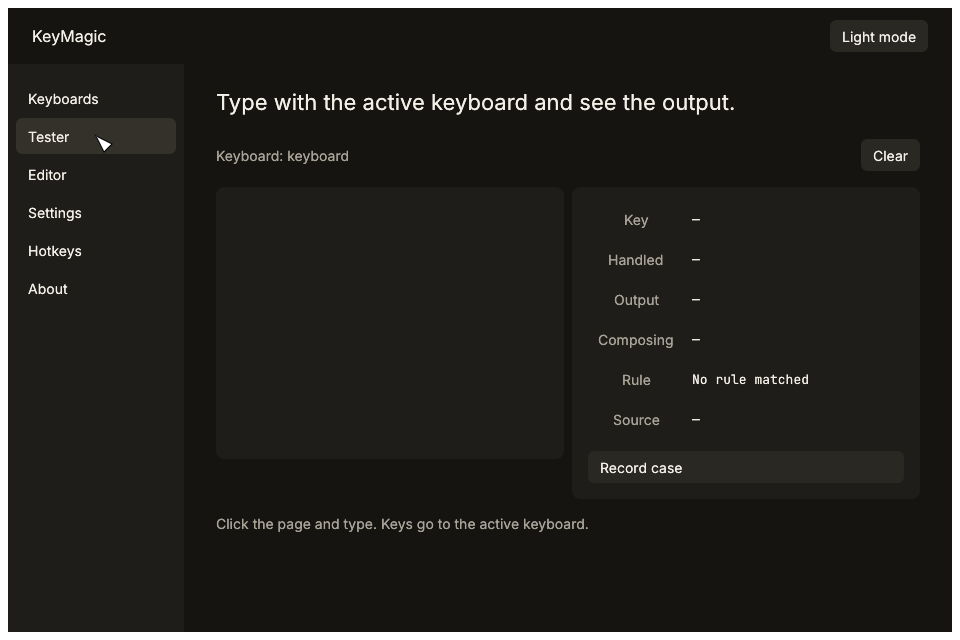 KeyMagic
Light mode
Keyboards
Tester
Editor
Settings
Hotkeys
About
Type with the active keyboard and see the output.
Keyboard: keyboard
Clear
Key –
Handled –
Output –
Composing –
Rule No rule matched
Source –
Record case
Click the page and type. Keys go to the active keyboard.